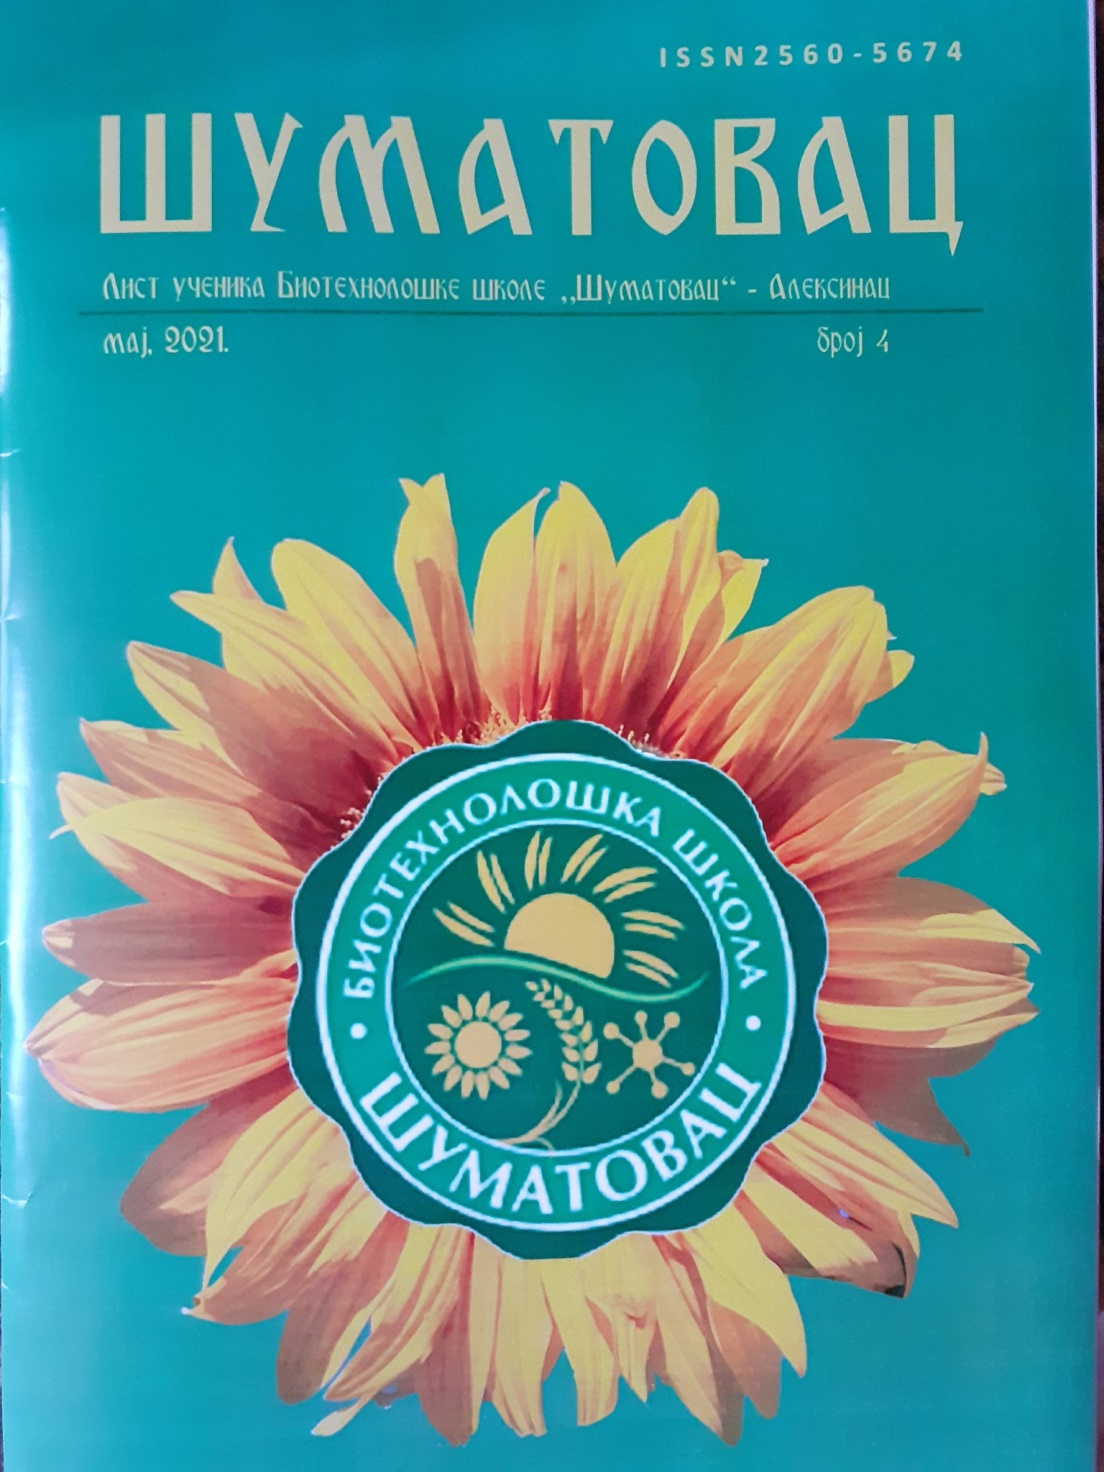 ISSN2560-5674
ШУМАТОВАЦ
Лист ученика Биотехнолошке школе „Шуматовац“ - Алексинац
мај, 2021.
број 4
• БИОТЕХНОЛОШКА ШКОЛА •
ШУМАТОВАЦ